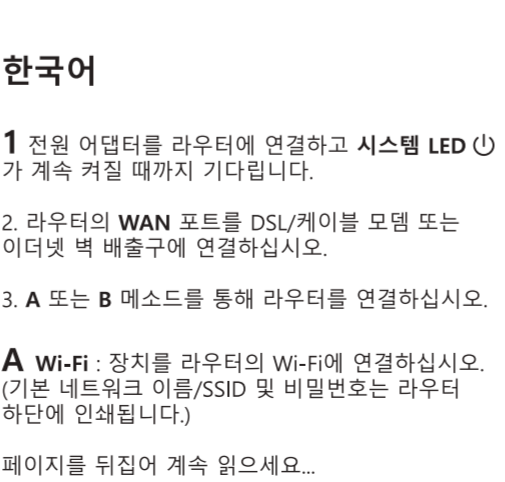 한국어
1 전원 어댑터를 라우터에 연결하고 시스템 LED ⏻
가 계속 켜질 때까지 기다립니다.
2. 라우터의 WAN 포트를 DSL/케이블 모뎀 또는
이더넷 벽 배출구에 연결하십시오.
3. A 또는 B 메소드를 통해 라우터를 연결하십시오.
A Wi-Fi : 장치를 라우터의 Wi-Fi에 연결하십시오.
(기본 네트워크 이름/SSID 및 비밀번호는 라우터
하단에 인쇄됩니다.)
페이지를 뒤집어 계속 읽으세요...